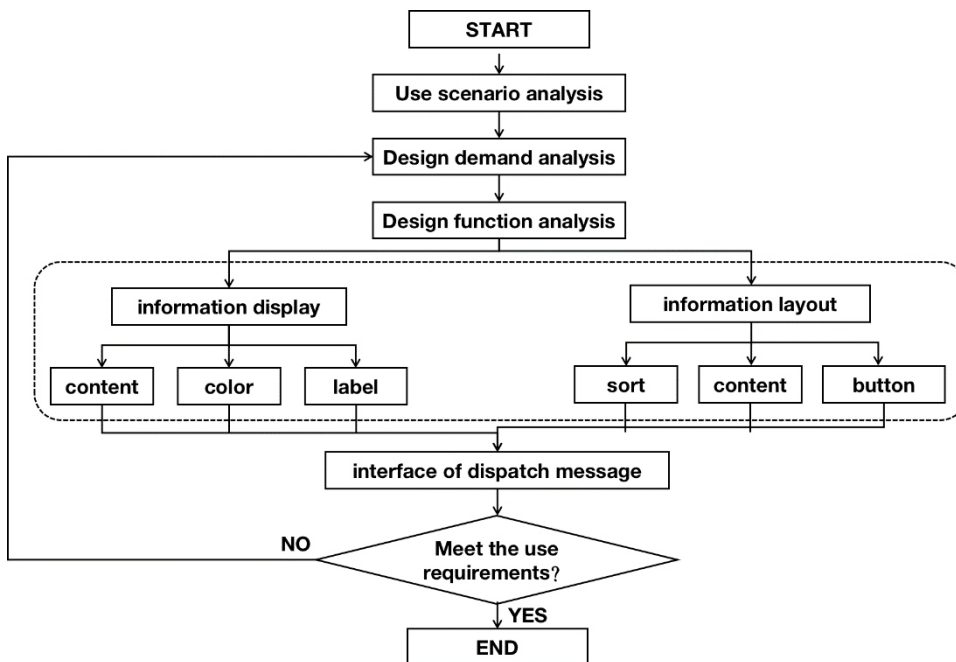 START
Use scenario analysis
Design demand analysis
Design function analysis
information display
information layout
content
color
label
sort
content
button
interface of dispatch message
NO
Meet the use
requirements?
YES
END